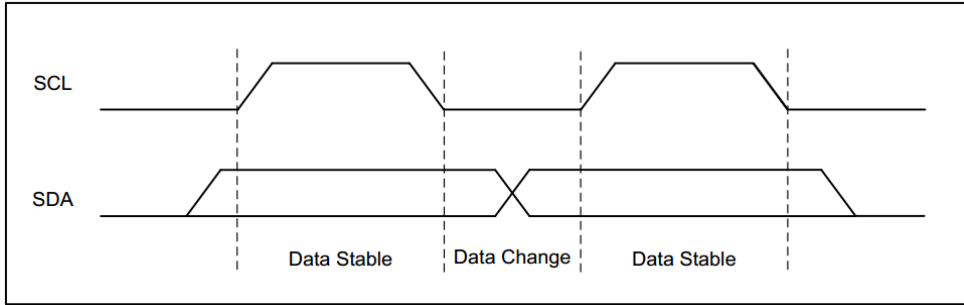 SCL
SDA
Data Stable
Data Change
Data Stable